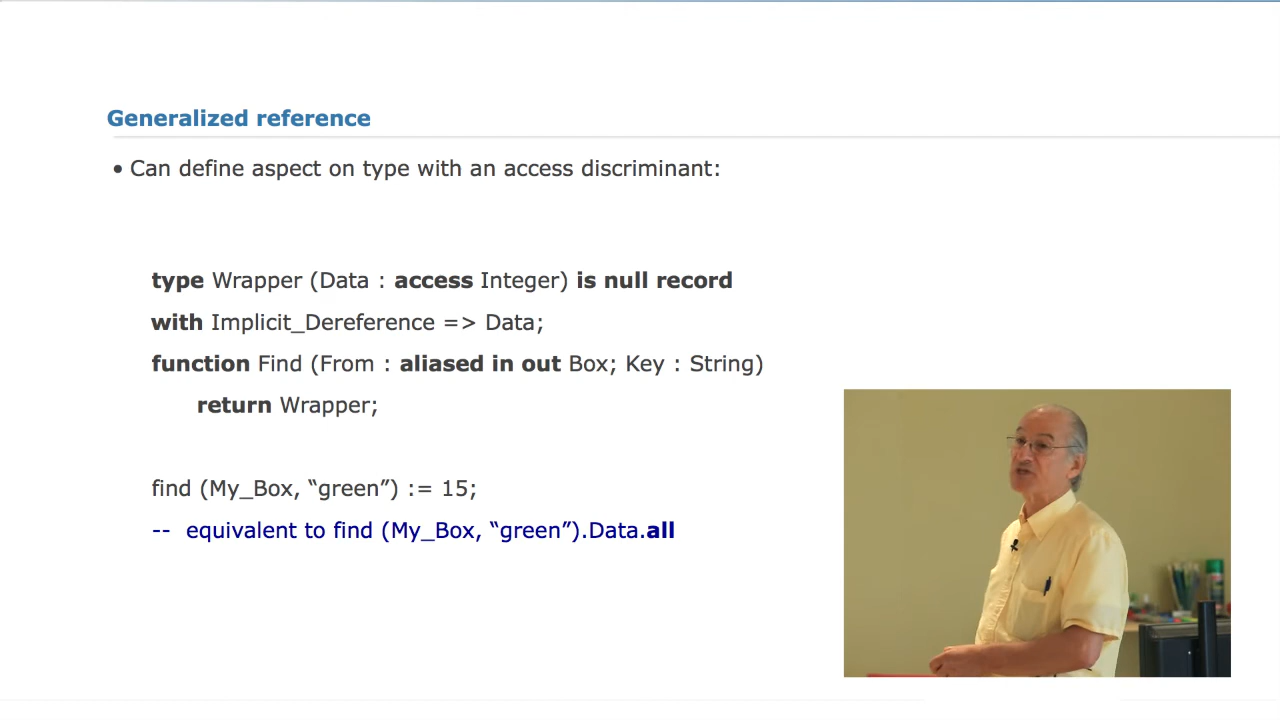 Generalized reference
• Can define aspect on type with an access discriminant:
type Wrapper (Data : access Integer) is null record
with Implicit_Dereference => Data;
function Find (From : aliased in out Box; Key : String)
return Wrapper;
find (My_Box, “green”) := 15;
-- equivalent to find (My_Box, “green”).Data.all